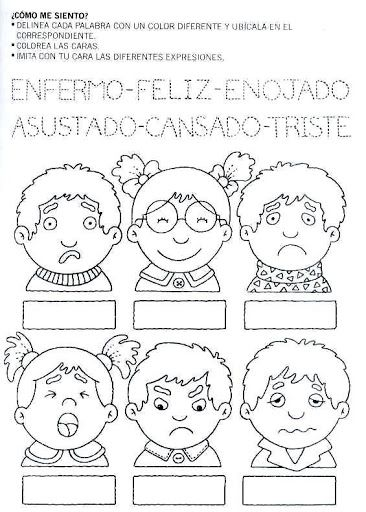 ¿CÓMO ME SIENTO?
• DELINEA CADA PALABRA CON UN COLOR DIFERENTE Y UBÍCALA EN EL
CORRESPONDIENTE.
• COLOREA LAS CARAS.
• IMITA CON TU CARA LAS DIFERENTES EXPRESIONES.
ENFERMO-FELIZ-ENOJADO
ASUSTADO-CANSADO-TRISTE